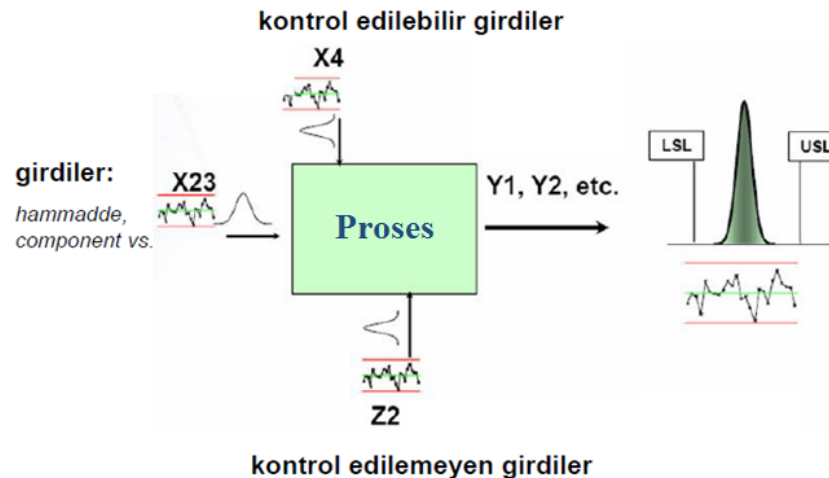 kontrol edilebilir girdiler
X4
LSL
USL
girdiler:
X23
hammadde,
component vs.
Proses
Y1, Y2, etc.
Z2
kontrol edilemeyen girdiler